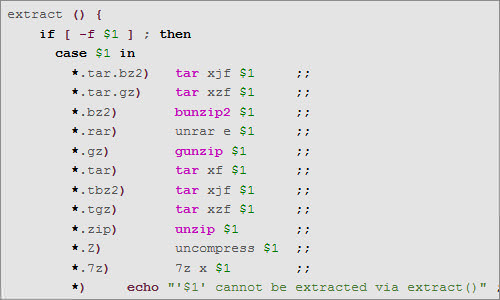 extract () {
if [ -f $1 ] ; then
case $1 in
*.tar.bz2) tar xjf $1 ;;
*.tar.gz) tar xzf $1 ;;
*.bz2) bunzip2 $1 ;;
*.rar) unrar e $1 ;;
*.gz) gunzip $1 ;;
*.tar) tar xf $1 ;;
*.tbz2) tar xjf $1 ;;
*.tgz) tar xzf $1 ;;
*.zip) unzip $1 ;;
*.Z) uncompress $1 ;;
*.7z) 7z x $1 ;;
*) echo "'$1' cannot be extracted via extract()" ;